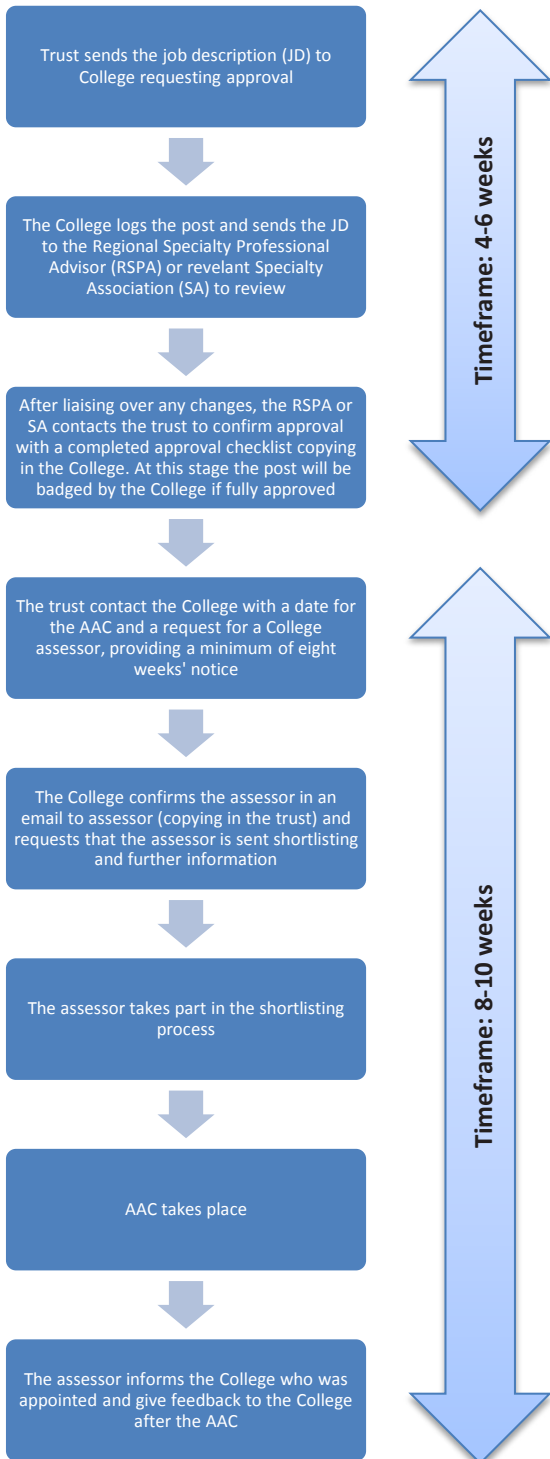 Trust sends the job description (JD) to
College requesting approval
The College logs the post and sends the JD
to the Regional Specialty Professional
Advisor (RSPA) or revelant Specialty
Association (SA) to review
After liaising over any changes, the RSPA or
SA contacts the trust to confirm approval
with a completed approval checklist copying
in the College. At this stage the post will be
badged by the College if fully approved
Timeframe: 4-6 weeks
The trust contact the College with a date for
the AAC and a request for a College
assessor, providing a minimum of eight
weeks' notice
The College confirms the assessor in an
email to assessor (copying in the trust) and
requests that the assessor is sent shortlisting
and further information
The assessor takes part in the shortlisting
process
AAC takes place
The assessor informs the College who was
appointed and give feedback to the College
after the AAC
Timeframe: 8-10 weeks